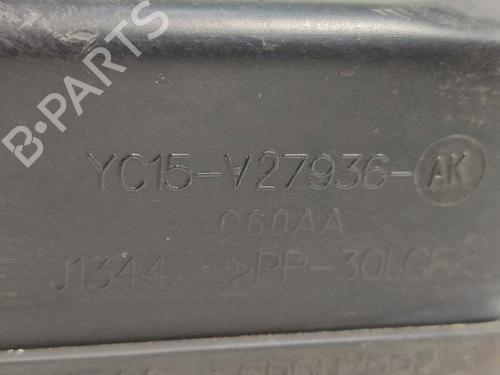 B-PARTS
YC15-V27936-AK
C60AA
J1344 >PP-30LGF<